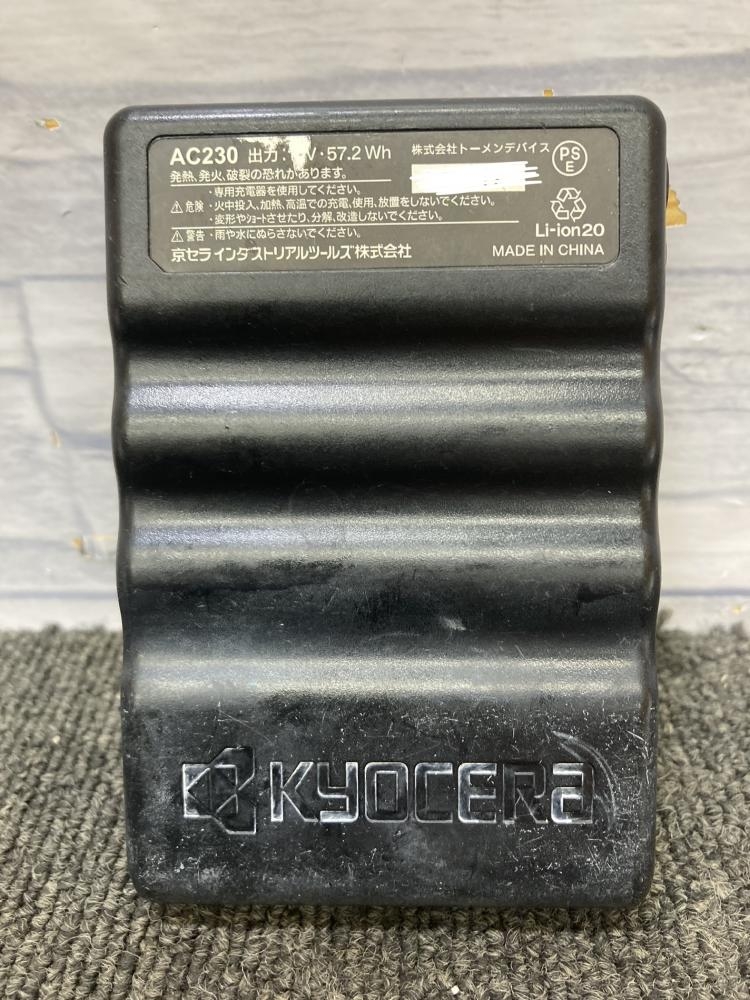 AC230 出力: V・57.2 Wh
株式会社トーメンデバイス
PS
E
発熱、発火、破裂の恐れがあります。
・専用充電器を使用してください。
⚠危険・火中投入、加熱、高温での充電、使用、放置をしないでください。
・変形やショートさせたり、分解、改造しないでください。
⚠警告・雨や水にぬらさないでください。
京セラインダストリアルツールズ株式会社
Li-ion20
MADE IN CHINA
KYOCERA